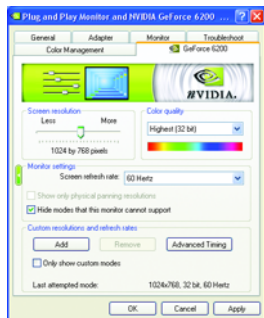 Plug and Play Monitor and NVIDIA GeForce 6200 ...
General Adapter Monitor Troubleshoot
Color Management GeForce 6200
NVIDIA.
Screen resolution
Less More
1024 by 768 pixels
Color quality
Highest (32 bit)
Monitor settings
Screen refresh rate: 60 Hertz
Show only physical panning resolutions
Hide modes that this monitor cannot support
Custom resolutions and refresh rates
Add Remove Advanced Timing
Only show custom modes
Last attempted mode: 1024x768, 32 bit, 60 Hertz
OK Cancel Apply